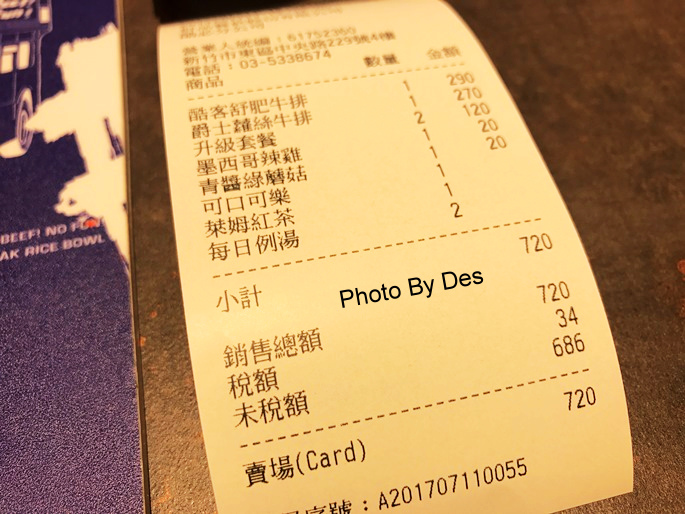 營業人統編：61752360
新竹市東區中央路229號4樓
電話：03-5338674
商品 數量 金額
酷客舒肥牛排 1 290
爵士蘿絲牛排 1 270
升級套餐 2 120
墨西哥辣雞 1 20
青醬綠蘑菇 1 20
可口可樂 1
萊姆紅茶 1
每日例湯 2
小計 720
銷售總額 720
稅額 34
未稅額 686
賣場(Card) 720
序號：A201707110055
Photo By Des
BEEF! NO FUN
AK RICE BOWL